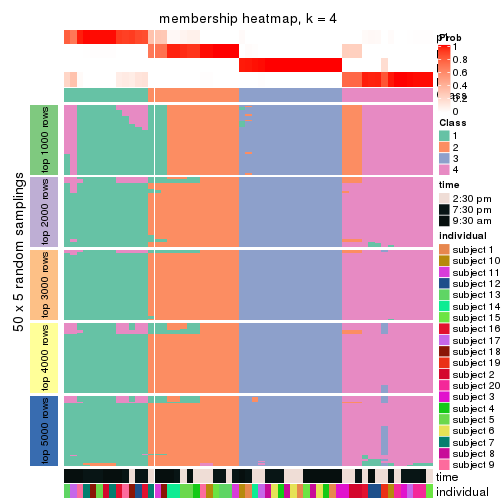 membership heatmap, k = 4
Prob
1
0.8
0.6
0.4
0.2
0
Class
1
2
3
4
time
2:30 pm
7:30 pm
9:30 am
individual
subject 1
subject 10
subject 11
subject 12
subject 13
subject 14
subject 15
subject 16
subject 17
subject 18
subject 19
subject 2
subject 20
subject 3
subject 4
subject 5
subject 6
subject 7
subject 8
subject 9
50 x 5 random samplings
top 1000 rows
top 2000 rows
top 3000 rows
top 4000 rows
top 5000 rows
time
individual